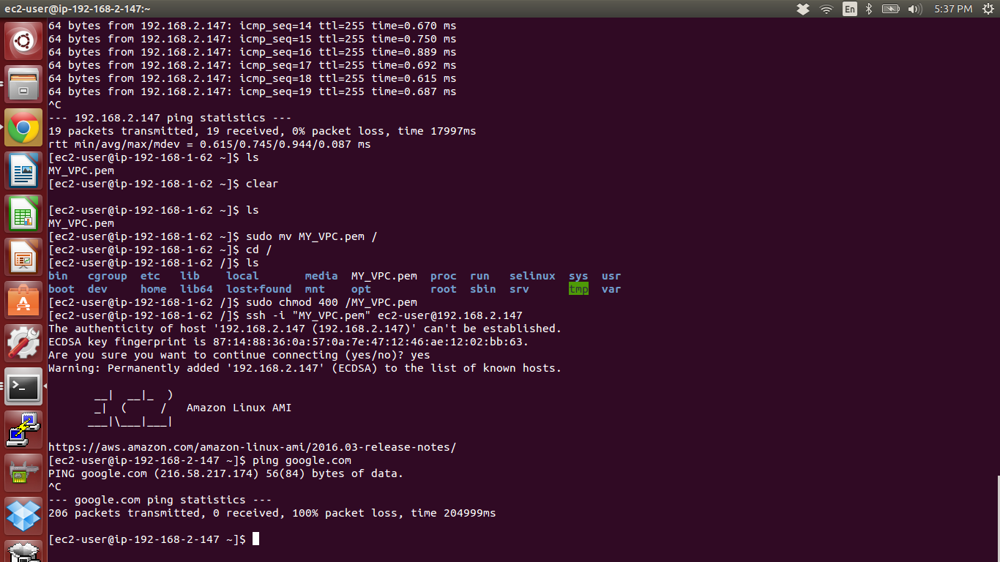 ec2-user@ip-192-168-2-147:~
En
5:37 PM
64 bytes from 192.168.2.147: icmp_seq=14 ttl=255 time=0.670 ms
64 bytes from 192.168.2.147: icmp_seq=15 ttl=255 time=0.750 ms
64 bytes from 192.168.2.147: icmp_seq=16 ttl=255 time=0.889 ms
64 bytes from 192.168.2.147: icmp_seq=17 ttl=255 time=0.692 ms
64 bytes from 192.168.2.147: icmp_seq=18 ttl=255 time=0.615 ms
64 bytes from 192.168.2.147: icmp_seq=19 ttl=255 time=0.687 ms
^C
--- 192.168.2.147 ping statistics ---
19 packets transmitted, 19 received, 0% packet loss, time 17997ms
rtt min/avg/max/mdev = 0.615/0.745/0.944/0.087 ms
[ec2-user@ip-192-168-1-62 ~]$ ls
MY_VPC.pem
[ec2-user@ip-192-168-1-62 ~]$ clear
[ec2-user@ip-192-168-1-62 ~]$ ls
MY_VPC.pem
[ec2-user@ip-192-168-1-62 ~]$ sudo mv MY_VPC.pem /
[ec2-user@ip-192-168-1-62 ~]$ cd /
[ec2-user@ip-192-168-1-62 /]$ ls
bin cgroup etc lib local media MY_VPC.pem proc run selinux sys usr
boot dev home lib64 lost+found mnt opt root sbin srv tmp var
[ec2-user@ip-192-168-1-62 /]$ sudo chmod 400 /MY_VPC.pem
[ec2-user@ip-192-168-1-62 /]$ ssh -i "MY_VPC.pem" ec2-user@192.168.2.147
The authenticity of host '192.168.2.147 (192.168.2.147)' can't be established.
ECDSA key fingerprint is 87:14:88:36:0a:57:0a:7e:47:12:46:ae:12:02:bb:63.
Are you sure you want to continue connecting (yes/no)? yes
Warning: Permanently added '192.168.2.147' (ECDSA) to the list of known hosts.
__|  __|_  )
_|  (     /   Amazon Linux AMI
___|\___|___|
https://aws.amazon.com/amazon-linux-ami/2016.03-release-notes/
[ec2-user@ip-192-168-2-147 ~]$ ping google.com
PING google.com (216.58.217.174) 56(84) bytes of data.
^C
--- google.com ping statistics ---
206 packets transmitted, 0 received, 100% packet loss, time 204999ms
[ec2-user@ip-192-168-2-147 ~]$